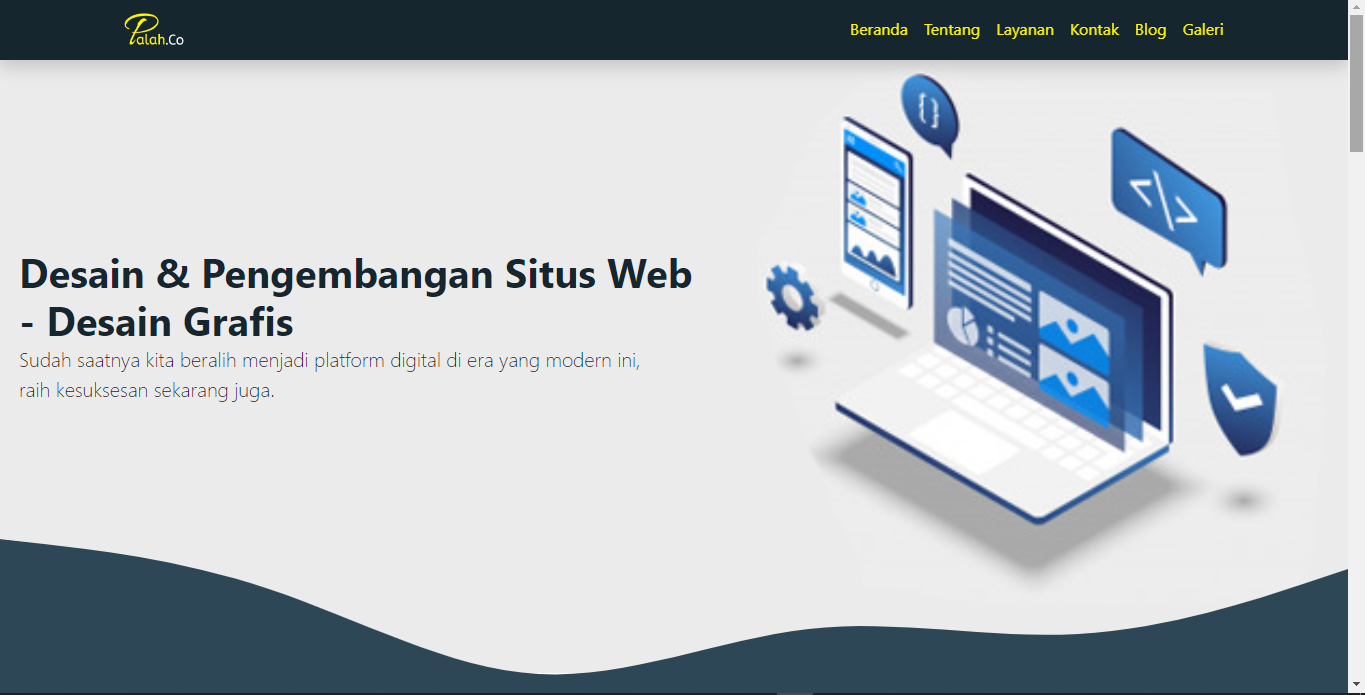 Palah.Co
Beranda Tentang Layanan Kontak Blog Galeri
Desain & Pengembangan Situs Web
- Desain Grafis
Sudah saatnya kita beralih menjadi platform digital di era yang modern ini,
raih kesuksesan sekarang juga.